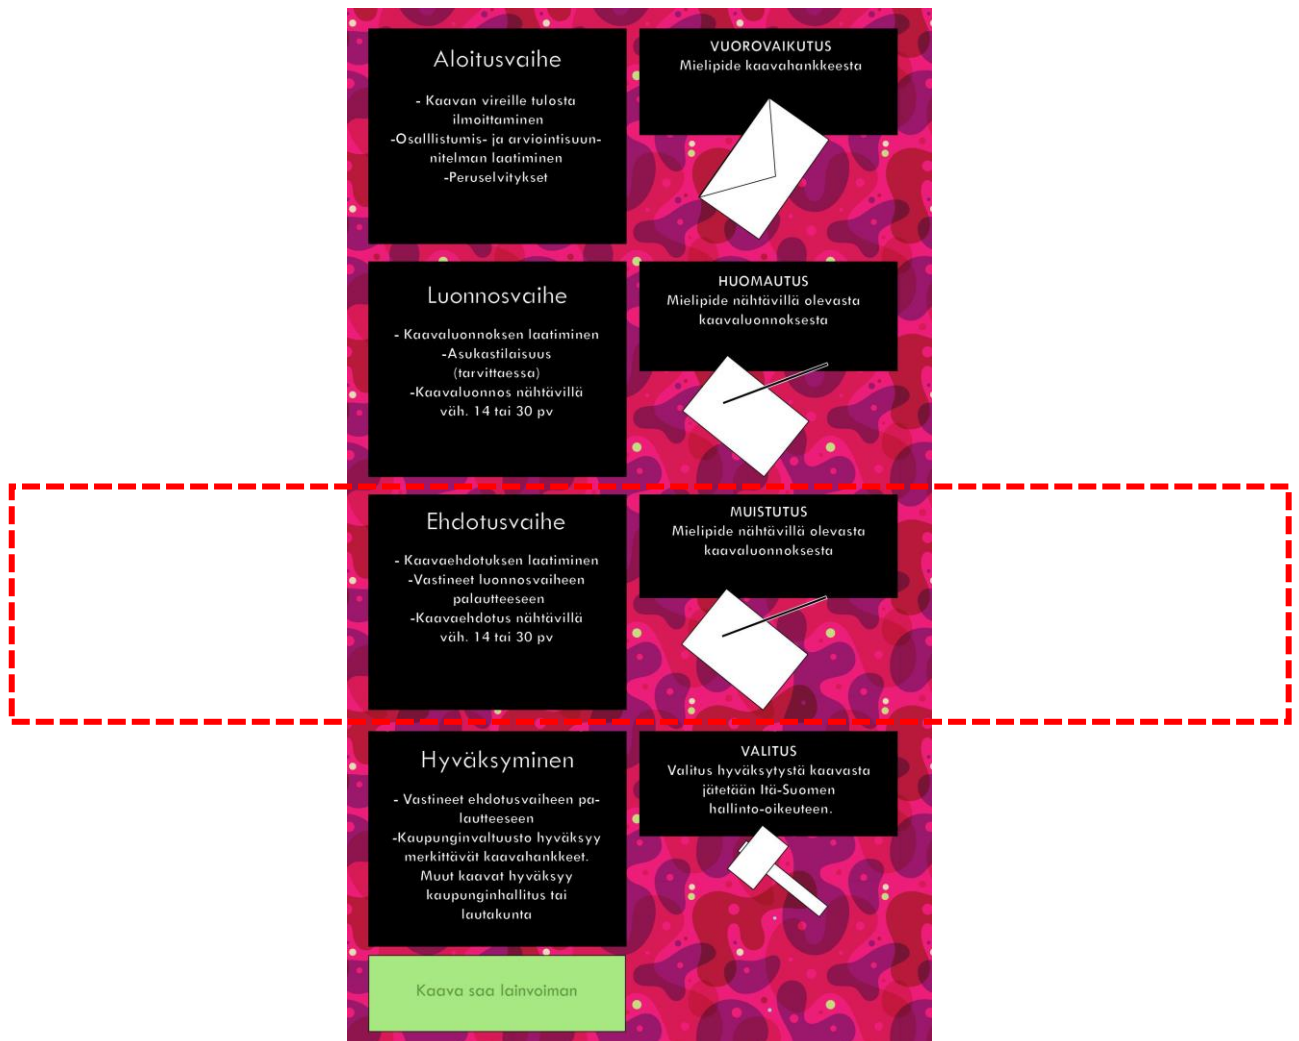 Aloitusvaihe
- Kaavan vireille tulosta
ilmoittaminen
-Osalllistumis- ja arviointisuun-
nitelman laatiminen
-Peruselvitykset
VUOROVAIKUTUS
Mielipide kaavahankkeesta
Luonnosvaihe
- Kaavaluonnoksen laatiminen
-Asukastilaisuus
(tarvittaessa)
-Kaavaluonnos nähtävillä
väh. 14 tai 30 pv
HUOMAUTUS
Mielipide nähtävillä olevasta
kaavaluonnoksesta
Ehdotusvaihe
- Kaavaehdotuksen laatiminen
-Vastineet luonnosvaiheen
palautteeseen
-Kaavaehdotus nähtävillä
väh. 14 tai 30 pv
MUISTUTUS
Mielipide nähtävillä olevasta
kaavaluonnoksesta
Hyväksyminen
- Vastineet ehdotusvaiheen pa-
lautteeseen
-Kaupunginvaltuusto hyväksyy
merkittävät kaavahankkeet.
Muut kaavat hyväksyy
kaupunginhallitus tai
lautakunta
VALITUS
Valitus hyväksytystä kaavasta
jätetään Itä-Suomen
hallinto-oikeuteen.
Kaava saa lainvoiman